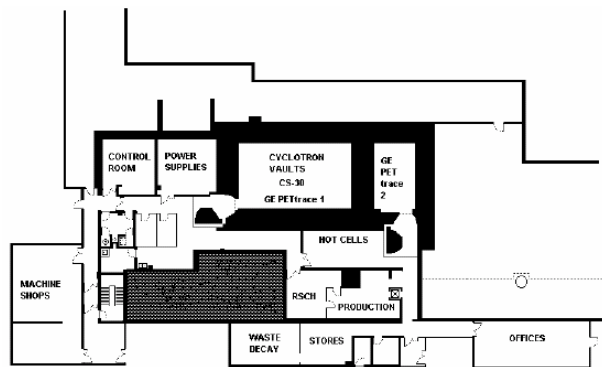 CONTROL
ROOM
POWER
SUPPLIES
CYCLOTRON
VAULTS
CS-30
GE PETtrace 1
GE
PET
trace
2
HOT CELLS
MACHINE
SHOPS
RSCH
PRODUCTION
WASTE
DECAY
STORES
OFFICES